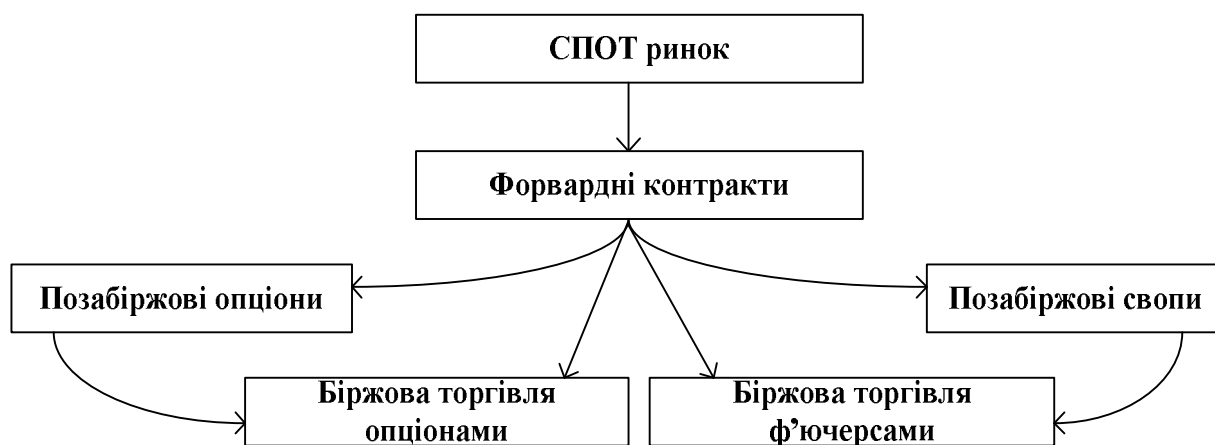 СПОТ ринок
Форвардні контракти
Позабіржові опціони
Позабіржові свопи
Біржова торгівля
опціонами
Біржова торгівля
ф’ючерсами